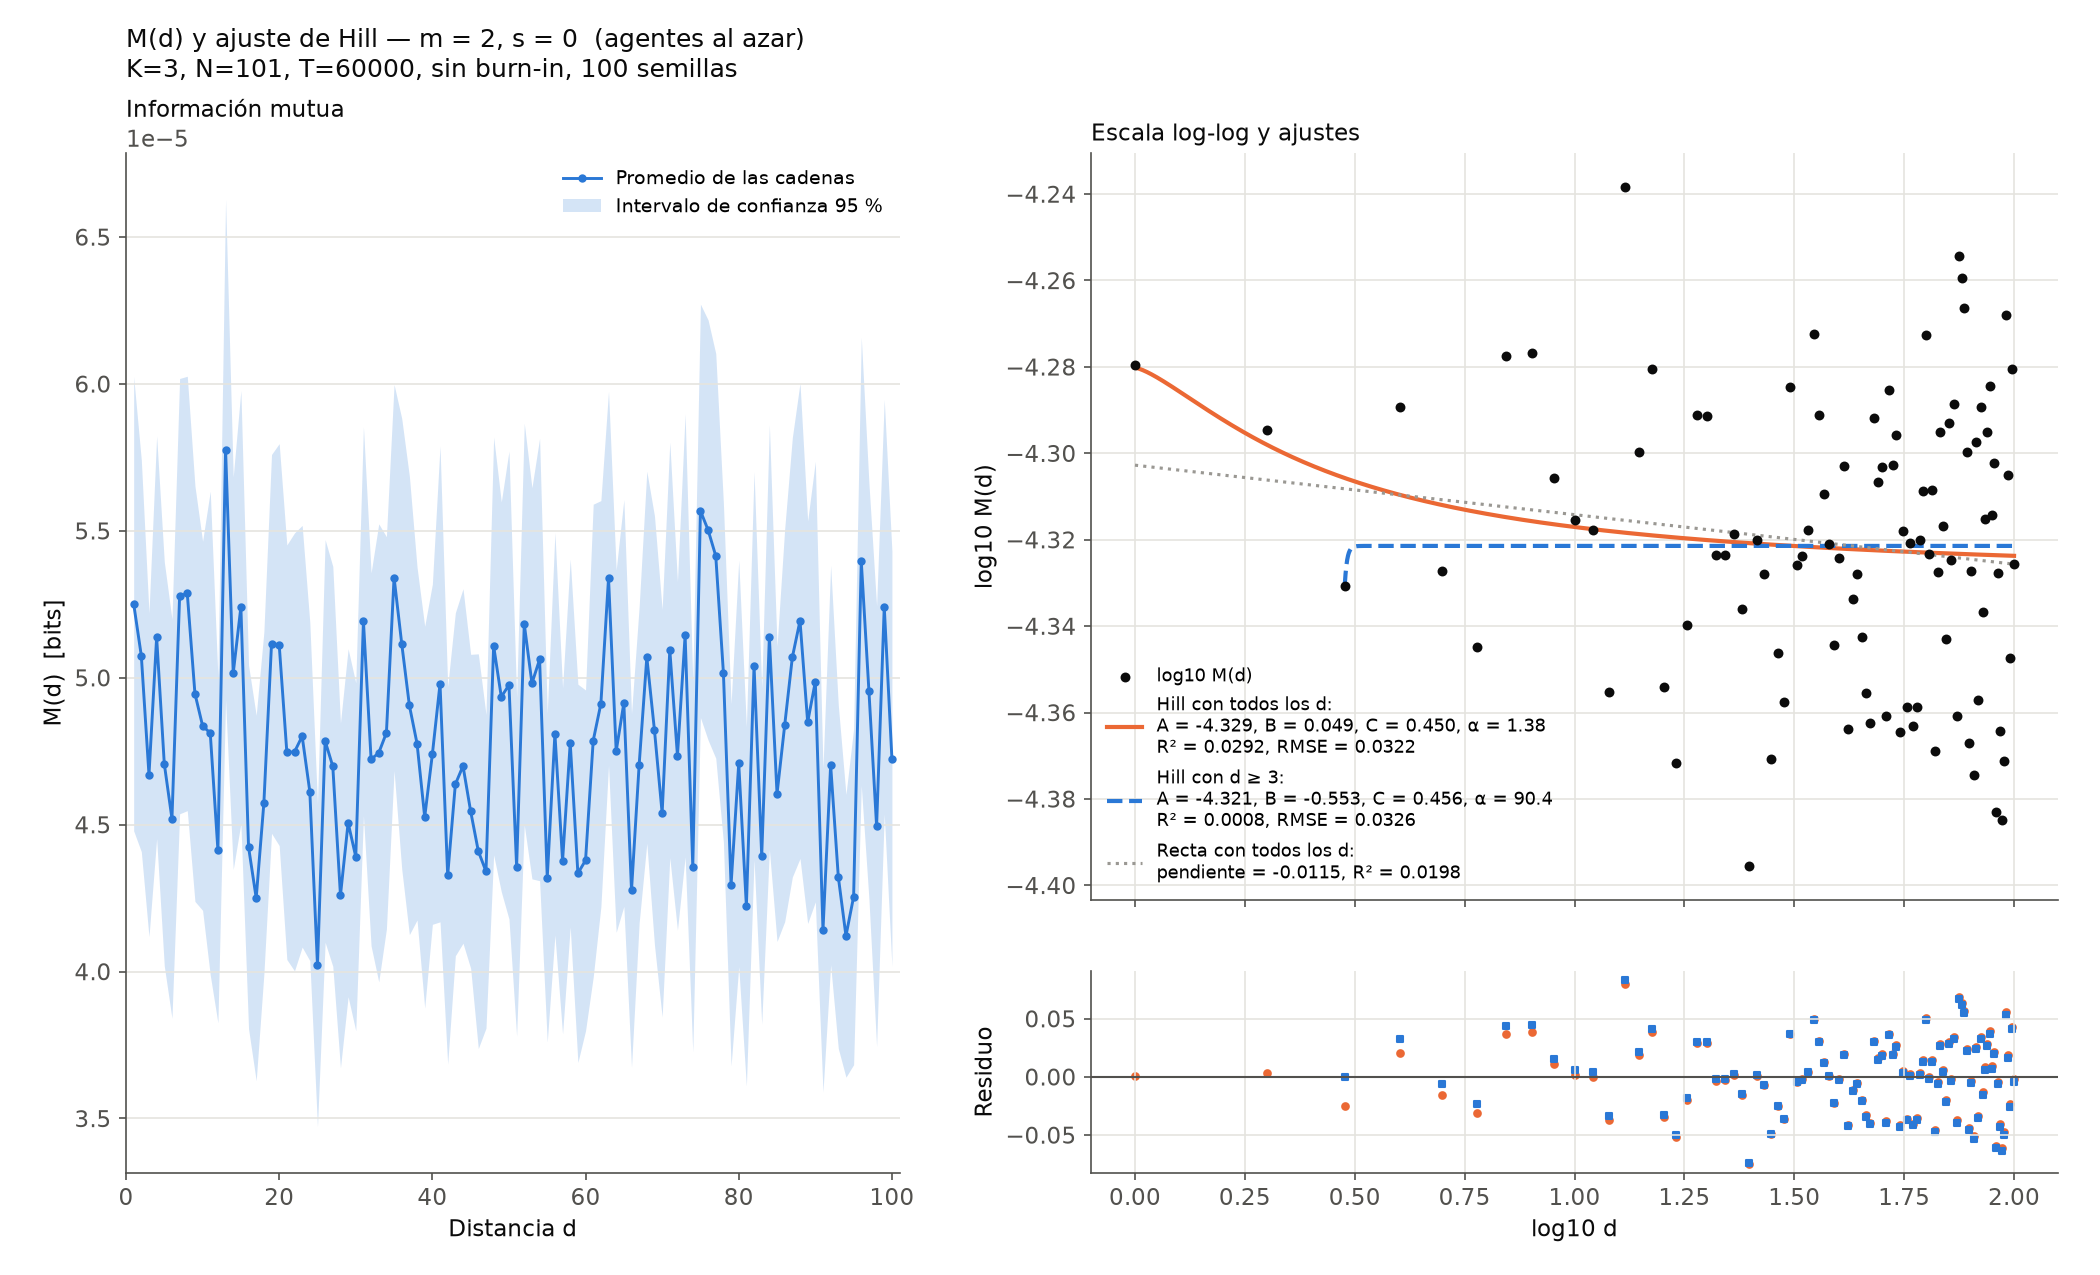 M(d) y ajuste de Hill — m = 2, s = 0  (agentes al azar)
K=3, N=101, T=60000, sin burn-in, 100 semillas
Información mutua
1e−5
Promedio de las cadenas
Intervalo de confianza 95 %
6.5
6.0
5.5
5.0
4.5
4.0
3.5
M(d)  [bits]
0
20
40
60
80
100
Distancia d
Escala log-log y ajustes
−4.24
−4.26
−4.28
−4.30
−4.32
−4.34
−4.36
−4.38
−4.40
log10 M(d)
log10 M(d)
Hill con todos los d:
A = -4.329, B = 0.049, C = 0.450, α = 1.38
R² = 0.0292, RMSE = 0.0322
Hill con d ≥ 3:
A = -4.321, B = -0.553, C = 0.456, α = 90.4
R² = 0.0008, RMSE = 0.0326
Recta con todos los d:
pendiente = -0.0115, R² = 0.0198
0.05
0.00
−0.05
Residuo
0.00
0.25
0.50
0.75
1.00
1.25
1.50
1.75
2.00
log10 d